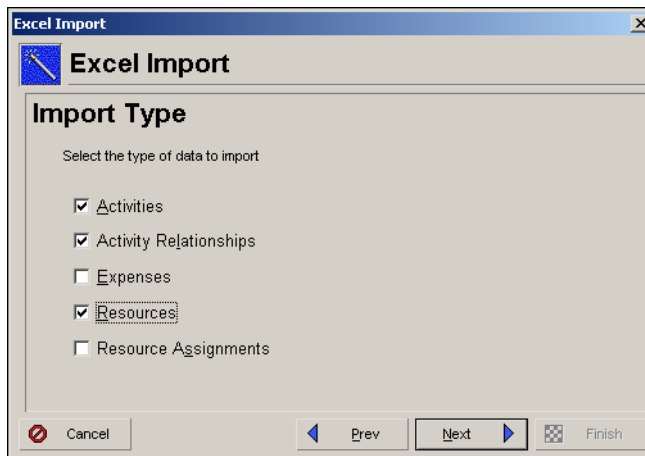 Excel Import
Excel Import
Import Type
Select the type of data to import
Activities
Activity Relationships
Expenses
Resources
Resource Assignments
Cancel Prev Next Finish